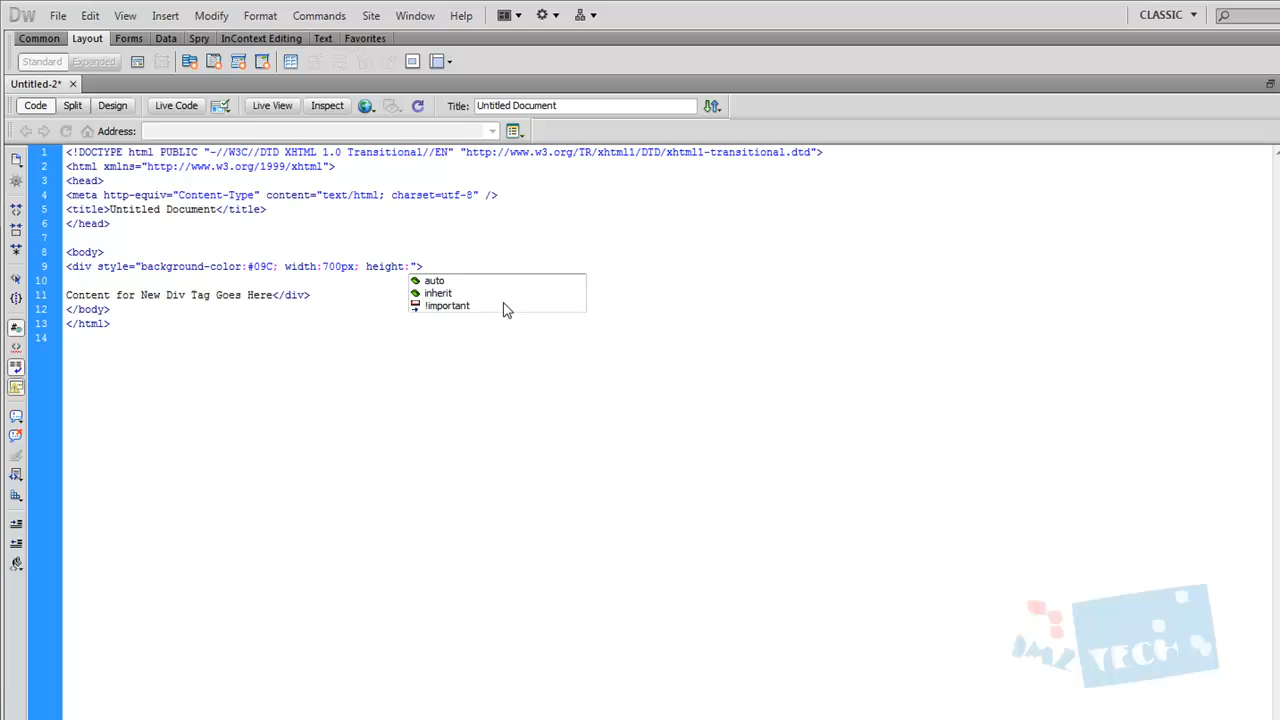 Dw File Edit View Insert Modify Format Commands Site Window Help CLASSIC
Common Layout Forms Data Spry InContext Editing Text Favorites
Standard Expanded
Untitled-2*
Code Split Design Live Code Live View Inspect Title: Untitled Document
Address:
1 <!DOCTYPE html PUBLIC "-//W3C//DTD XHTML 1.0 Transitional//EN" "http://www.w3.org/TR/xhtml1/DTD/xhtml1-transitional.dtd">
2 <html xmlns="http://www.w3.org/1999/xhtml">
3 <head>
4 <meta http-equiv="Content-Type" content="text/html; charset=utf-8" />
5 <title>Untitled Document</title>
6 </head>
7
8 <body>
9 <div style="background-color:#09C; width:700px; height:">
10
auto
inherit
!important
11 Content for New Div Tag Goes Here</div>
12 </body>
13 </html>
14
TECH